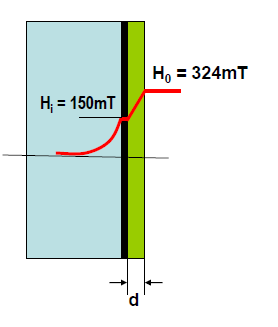 H₀ = 324mT
Hᵢ = 150mT
d